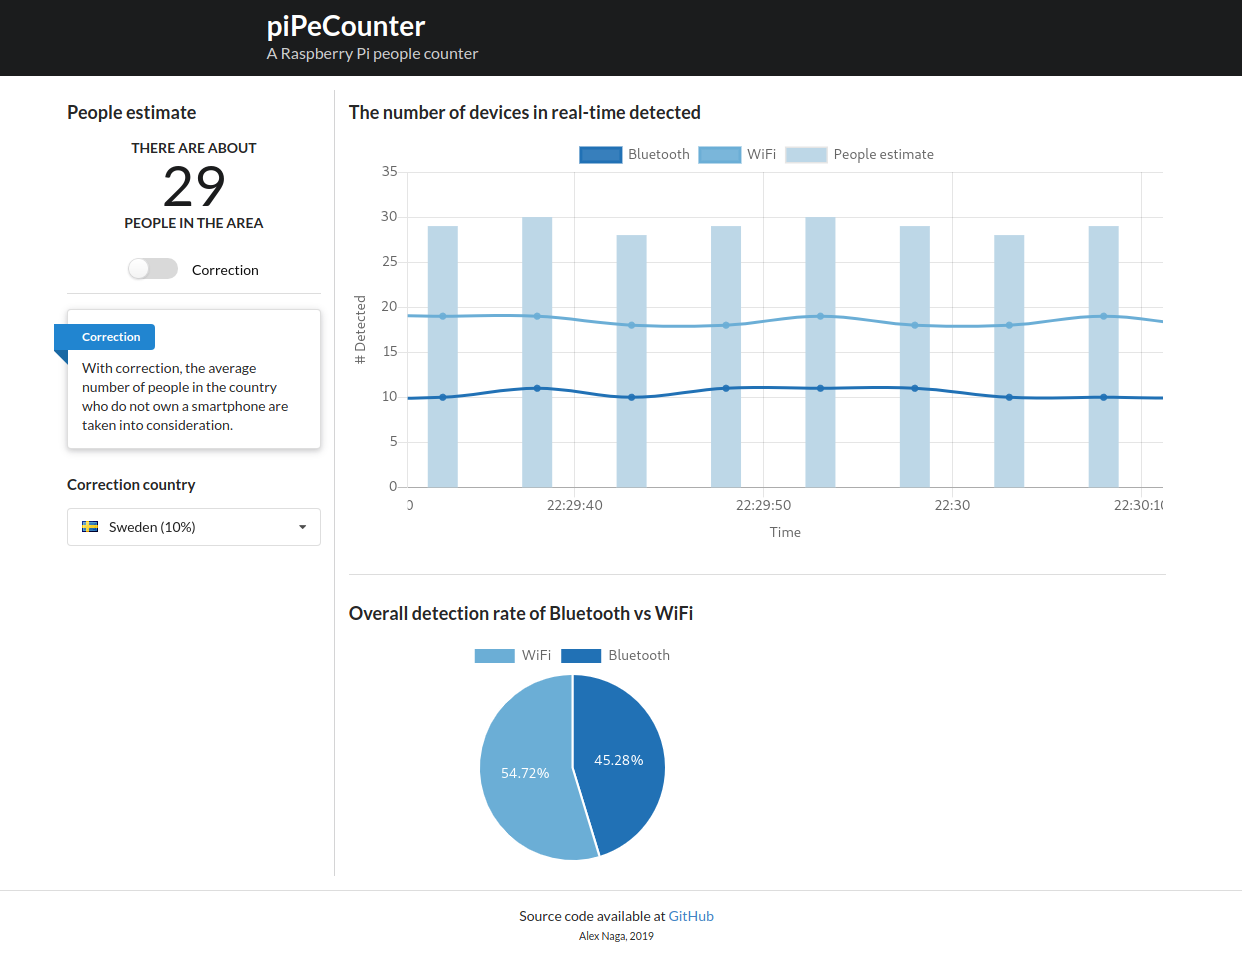 piPeCounter
A Raspberry Pi people counter
People estimate
THERE ARE ABOUT
29
PEOPLE IN THE AREA
Correction
Correction
With correction, the average
number of people in the country
who do not own a smartphone are
taken into consideration.
Correction country
Sweden (10%)
The number of devices in real-time detected
Bluetooth WiFi People estimate
# Detected
35
30
25
20
15
10
5
0
22:29:40 22:29:50 22:30
Time
Overall detection rate of Bluetooth vs WiFi
WiFi Bluetooth
54.72% 45.28%
Source code available at GitHub
Alex Naga, 2019